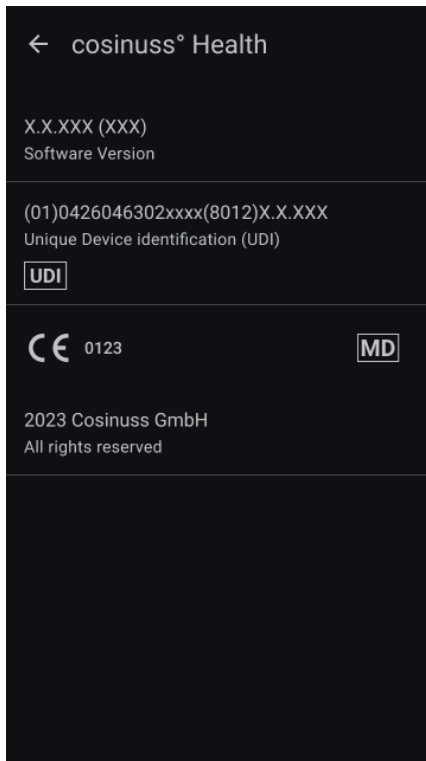 cosinuss° Health
X.X.XXX (XXX)
Software Version
(01)0426046302xxxx(8012)X.X.XXX
Unique Device identification (UDI)
UDI
CE 0123
MD
2023 Cosinuss GmbH
All rights reserved